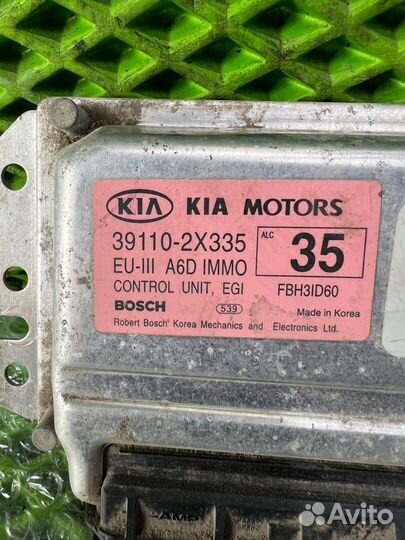 KIA KIA MOTORS
39110-2X335
ALC
35
EU-III A6D IMMO
CONTROL UNIT, EGI
FBH3ID60
BOSCH
539
Made in Korea
Robert Bosch Korea Mechanics and Electronics Ltd.
AMP
Avito